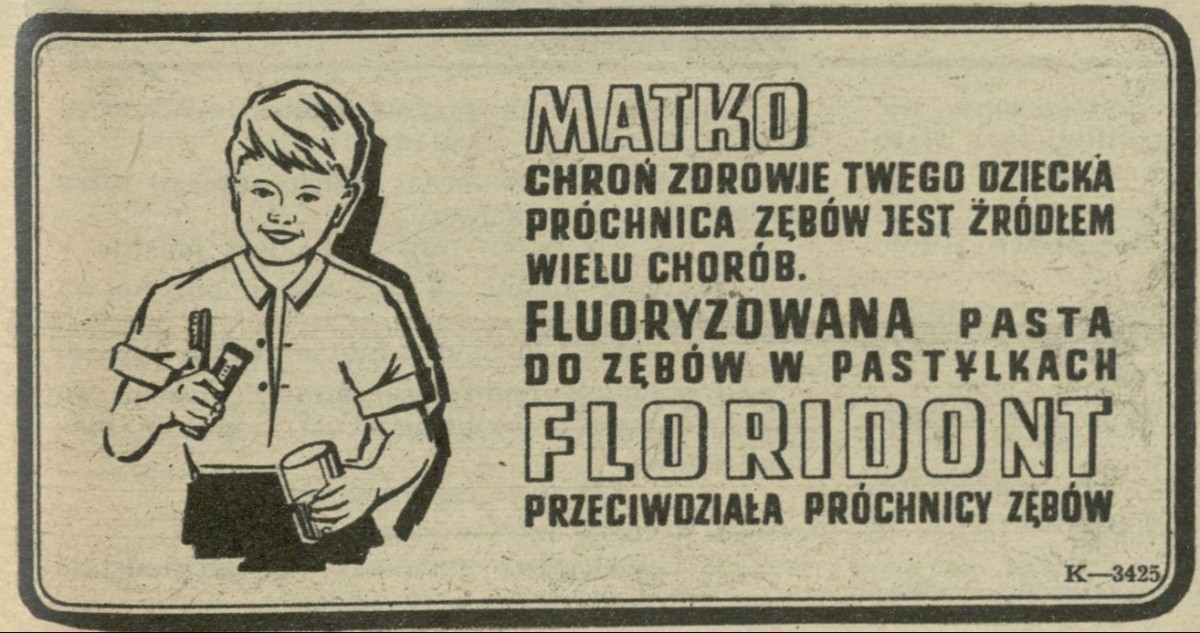 MATKO
CHROŃ ZDROWIE TWEGO DZIECKA
PRÓCHNICA ZĘBÓW JEST ŹRÓDŁEM
WIELU CHORÓB.
FLUORYZOWANA PASTA
DO ZĘBÓW W PASTYLKACH
FLORIDONT
PRZECIWDZIAŁA PRÓCHNICY ZĘBÓW
K—3425